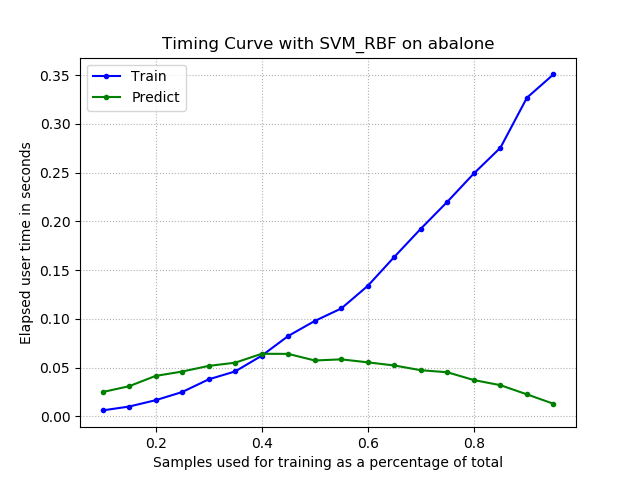 Timing Curve with SVM_RBF on abalone
Train
Predict
Elapsed user time in seconds
0.35
0.30
0.25
0.20
0.15
0.10
0.05
0.00
0.2 0.4 0.6 0.8
Samples used for training as a percentage of total